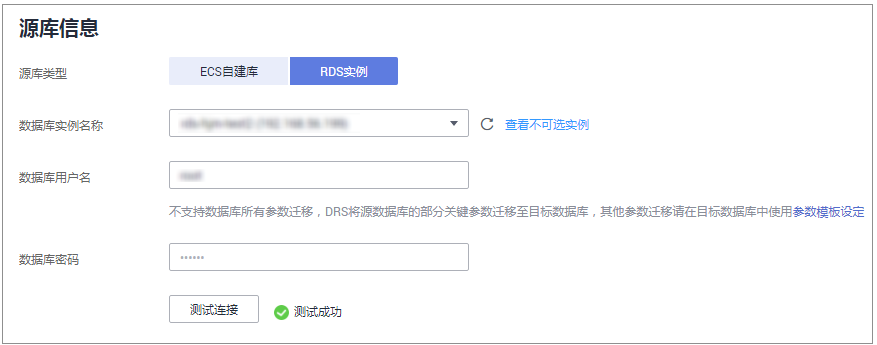 源库信息
源库类型 ECS自建库 RDS实例
数据库实例名称 查看不可选实例
数据库用户名
不支持数据库所有参数迁移，DRS将源数据库的部分关键参数迁移至目标数据库，其他参数迁移请在目标数据库中使用参数模板设定
数据库密码 ••••••
测试连接 测试成功